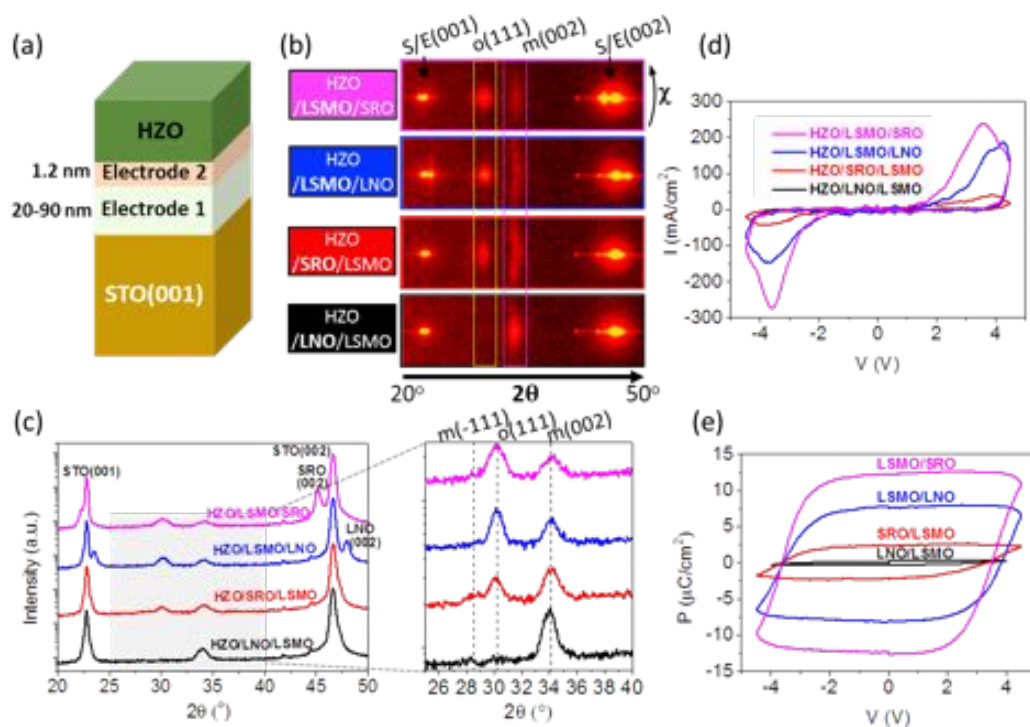 (a)
HZO
1.2 nm
Electrode 2
20-90 nm
Electrode 1
STO(001)
(b)
S/E(001)
o(111)
m(002)
S/E(002)
HZO
/LSMO/SRO
χ
HZO
/LSMO/LNO
HZO
/SRO/LSMO
HZO
/LNO/LSMO
20°
2θ
50°
(c)
STO(001)
STO(002)
SRO
(002)
HZO/LSMO/SRO
LNO
(002)
HZO/LSMO/LNO
HZO/SRO/LSMO
HZO/LNO/LSMO
Intensity (a.u.)
20 25 30 35 40 45 50
2θ (°)
m(-111)
o(111)
m(002)
25 28 30 32 34 36 38 40
2θ (°)
(d)
300
200
100
0
-100
-200
-300
I (mA/cm²)
HZO/LSMO/SRO
HZO/LSMO/LNO
HZO/SRO/LSMO
HZO/LNO/LSMO
-4 -2 0 2 4
V (V)
(e)
15
10
5
0
-5
-10
-15
P (μC/cm²)
LSMO/SRO
LSMO/LNO
SRO/LSMO
LNO/LSMO
-4 -2 0 2 4
V (V)